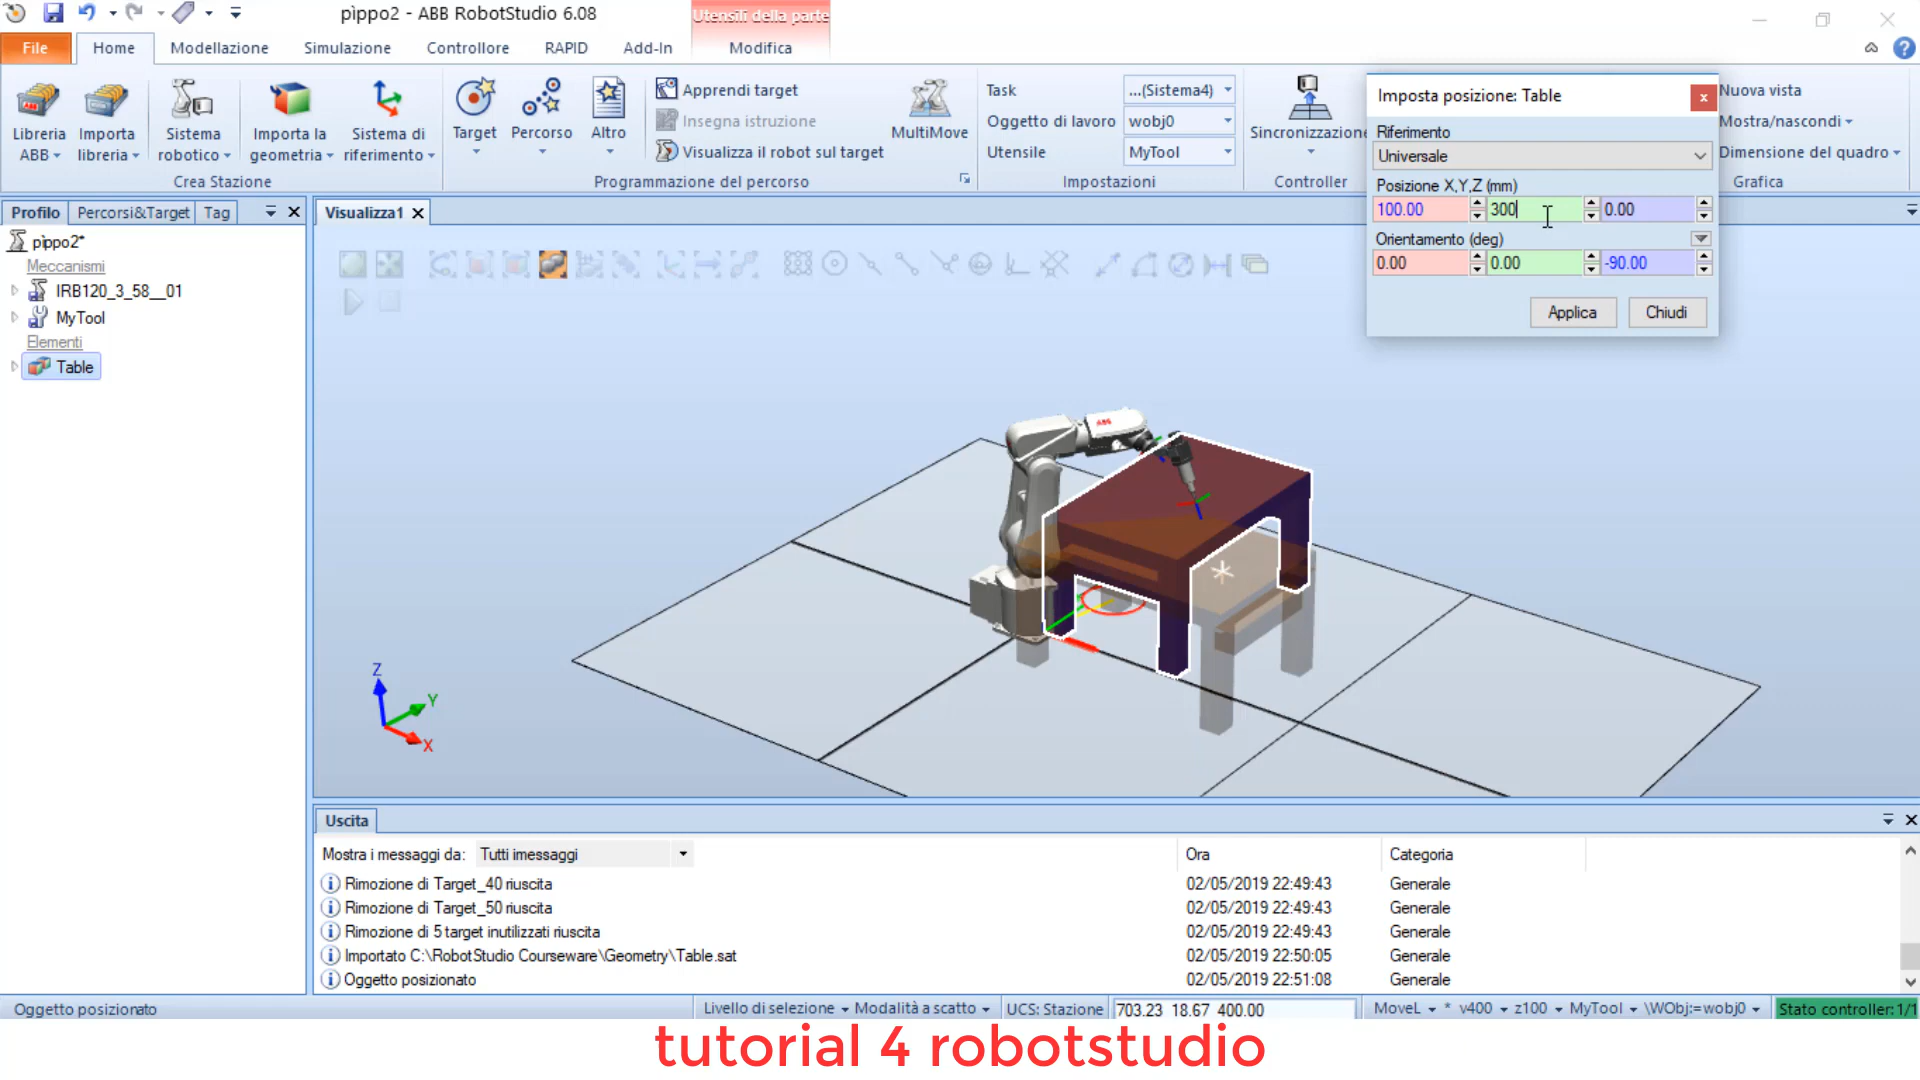 pippo2 - ABB RobotStudio 6.08
Utensili della parte
File
Home
Modellazione
Simulazione
Controllore
RAPID
Add-In
Modifica
Libreria ABB
Importa libreria
Sistema robotico
Importa la geometria
Sistema di riferimento
Crea Stazione
Target
Percorso
Altro
Apprendi target
Insegna istruzione
Visualizza il robot sul target
MultiMove
Programmazione del percorso
Task ...(Sistema4)
Oggetto di lavoro wobj0
Utensile MyTool
Impostazioni
Sincronizzazione
Controller
Nuova vista
Mostra/nascondi
Dimensione del quadro
Grafica
Imposta posizione: Table
x
Riferimento
Universale
Posizione X,Y,Z (mm)
100.00 300 0.00
Orientamento (deg)
0.00 0.00 -90.00
Applica
Chiudi
Profilo
Percorsi&Target
Tag
Visualizza1
pippo2*
Meccanismi
IRB120_3_58__01
MyTool
Elementi
Table
ABB
Z
Y
X
Uscita
Mostra i messaggi da: Tutti imessaggi
Ora
Categoria
Rimozione di Target_40 riuscita 02/05/2019 22:49:43 Generale
Rimozione di Target_50 riuscita 02/05/2019 22:49:43 Generale
Rimozione di 5 target inutilizzati riuscita 02/05/2019 22:49:43 Generale
Importato C:\RobotStudio Courseware\Geometry\Table.sat 02/05/2019 22:50:05 Generale
Oggetto posizionato 02/05/2019 22:51:08 Generale
Oggetto posizionato
Livello di selezione
Modalità a scatto
UCS: Stazione
703.23 18.67 400.00
MoveL * v400 z100 MyTool \WObj:=wobj0
Stato controller: 1/1
tutorial 4 robotstudio